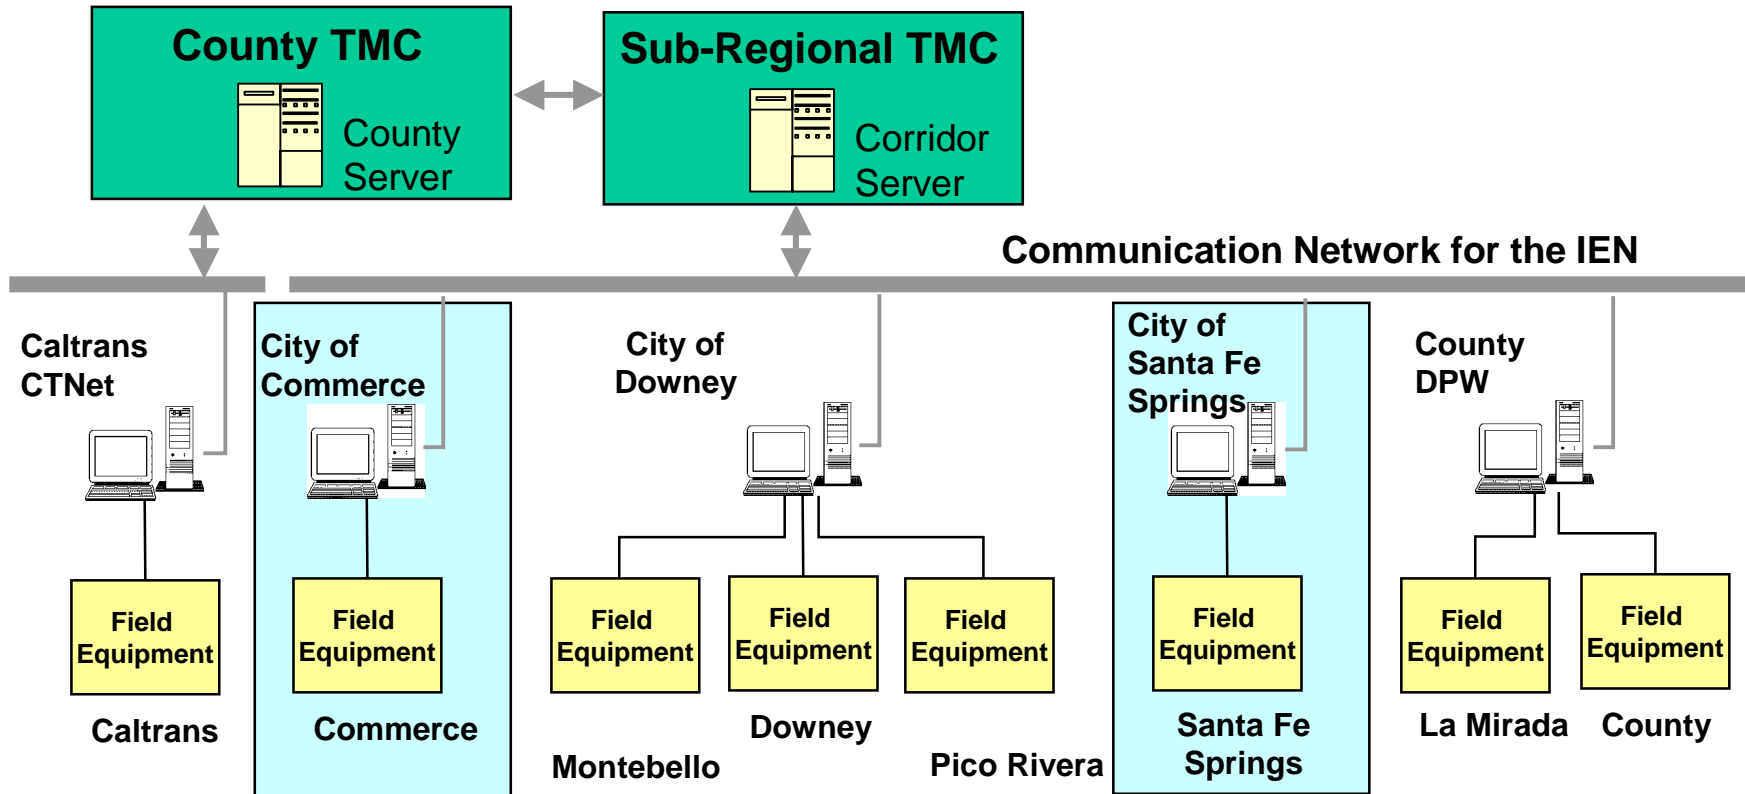 County TMC
County
Server
Sub-Regional TMC
Corridor
Server
Communication Network for the IEN
Caltrans
CTNet
City of
Commerce
City of
Downey
City of
Santa Fe
Springs
County
DPW
Field
Equipment
Field
Equipment
Field
Equipment
Field
Equipment
Field
Equipment
Field
Equipment
Field
Equipment
Field
Equipment
Caltrans
Commerce
Montebello
Downey
Pico Rivera
Santa Fe
Springs
La Mirada
County